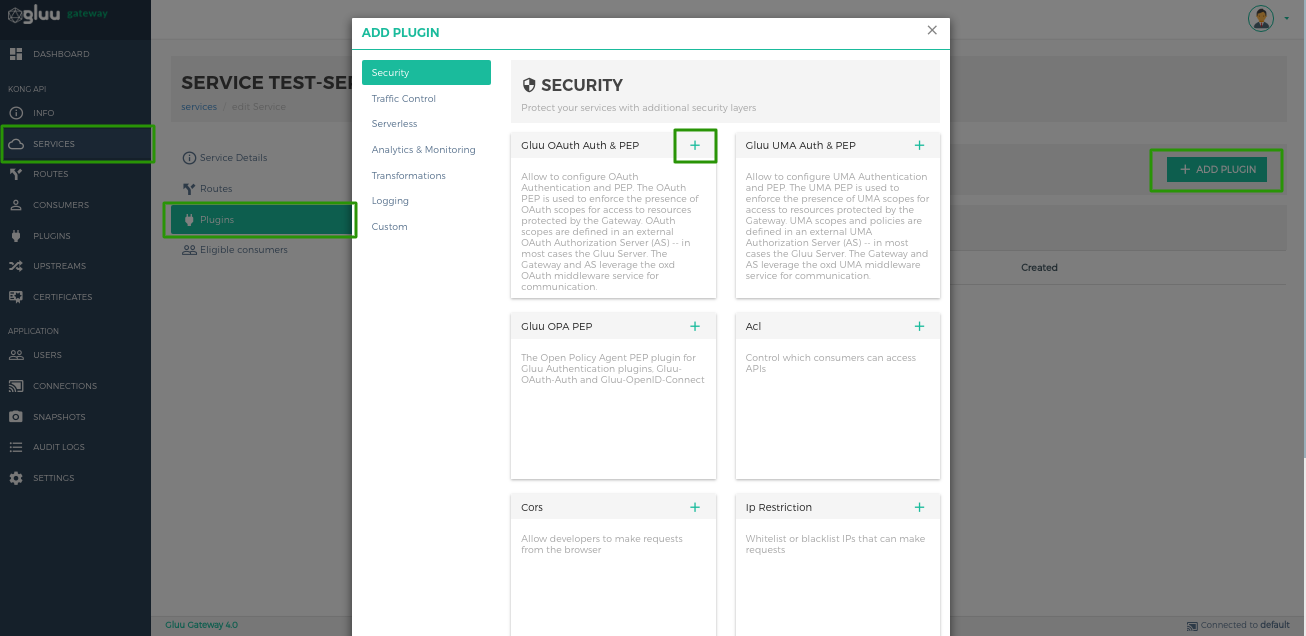 gluu gateway
DASHBOARD
KONG API
INFO
SERVICES
ROUTES
CONSUMERS
PLUGINS
UPSTREAMS
CERTIFICATES
APPLICATION
USERS
CONNECTIONS
SNAPSHOTS
AUDIT LOGS
SETTINGS
SERVICE TEST-SE
services / edit Service
Service Details
Routes
Plugins
Eligible consumers
ADD PLUGIN
Security
Traffic Control
Serverless
Analytics & Monitoring
Transformations
Logging
Custom
SECURITY
Protect your services with additional security layers
Gluu OAuth Auth & PEP
Allow to configure OAuth
Authentication and PEP. The OAuth
PEP is used to enforce the presence of
OAuth scopes for access to resources
protected by the Gateway. OAuth
scopes are defined in an external
OAuth Authorization Server (AS) -- in
most cases the Gluu Server. The
Gateway and AS leverage the oxd
OAuth middleware service for
communication.
Gluu UMA Auth & PEP
Allow to configure UMA Authentication
and PEP. The UMA PEP is used to
enforce the presence of UMA scopes for
access to resources protected by the
Gateway. UMA scopes and policies are
defined in an external UMA
Authorization Server (AS) -- in most
cases the Gluu Server. The Gateway and
AS leverage the oxd UMA middleware
service for communication.
Gluu OPA PEP
The Open Policy Agent PEP plugin for
Gluu Authentication plugins, Gluu-
OAuth-Auth and Gluu-OpenID-Connect
Acl
Control which consumers can access
APIs
Cors
Allow developers to make requests
from the browser
Ip Restriction
Whitelist or blacklist IPs that can make
requests
+ ADD PLUGIN
Created
Gluu Gateway 4.0
Connected to default